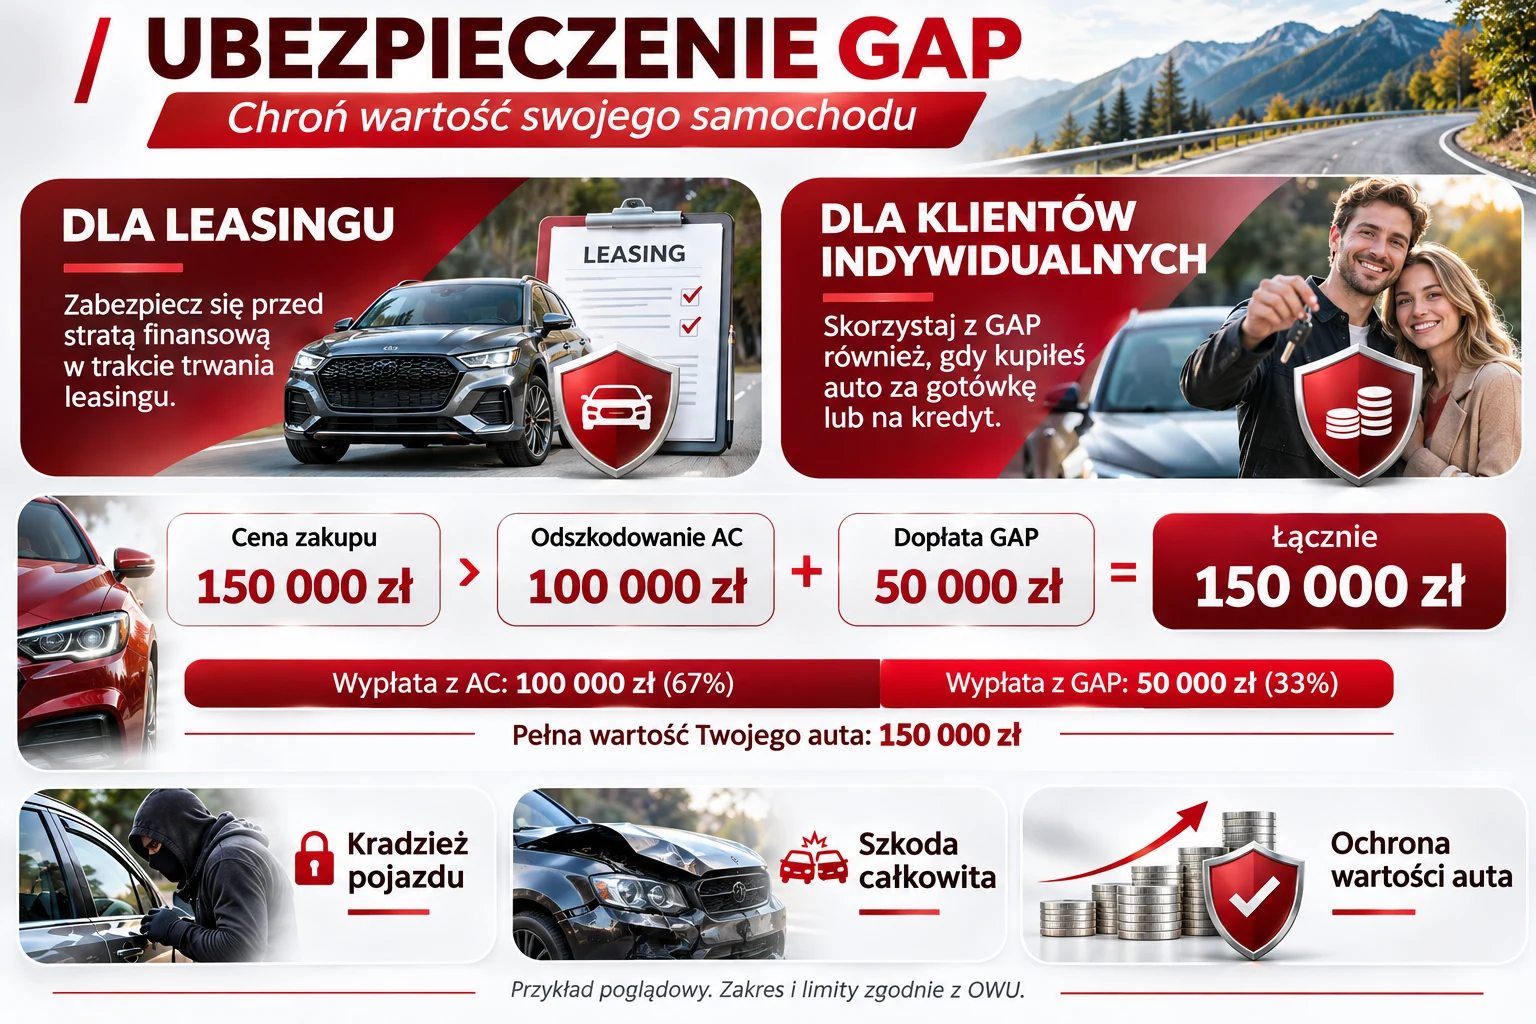 UBEZPIECZENIE GAP
Chroń wartość swojego samochodu
DLA LEASINGU
Zabezpiecz się przed
stratą finansową
w trakcie trwania
leasingu.
LEASING
DLA KLIENTÓW
INDYWIDUALNYCH
Skorzystaj z GAP
również, gdy kupiłeś
auto za gotówkę
lub na kredyt.
Cena zakupu
150 000 zł
>
Odszkodowanie AC
100 000 zł
+
Dopłata GAP
50 000 zł
=
Łącznie
150 000 zł
Wypłata z AC: 100 000 zł (67%)
Wypłata z GAP: 50 000 zł (33%)
Pełna wartość Twojego auta: 150 000 zł
Kradzież
pojazdu
Szkoda
całkowita
Ochrona
wartości auta
Przykład poglądowy. Zakres i limity zgodnie z OWU.